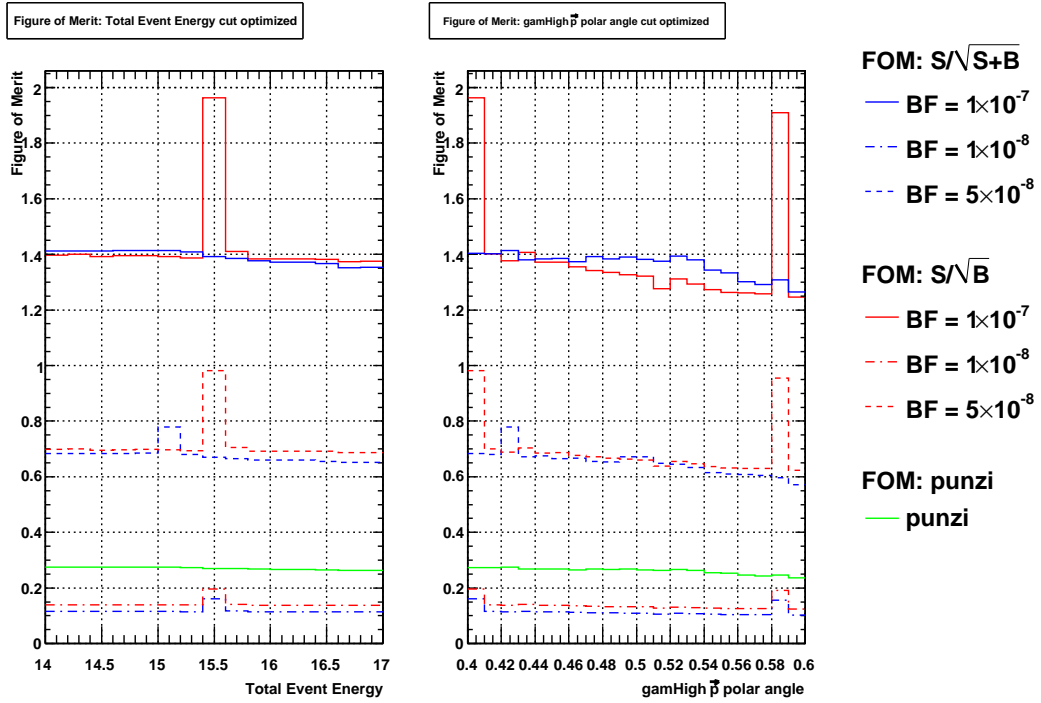 Figure of Merit: Total Event Energy cut optimized
Figure of Merit
2
1.8
1.6
1.4
1.2
1
0.8
0.6
0.4
0.2
0
14 14.5 15 15.5 16 16.5 17
Total Event Energy
Figure of Merit: gamHigh p⃗ polar angle cut optimized
Figure of Merit
2
1.8
1.6
1.4
1.2
1
0.8
0.6
0.4
0.2
0
0.4 0.42 0.44 0.46 0.48 0.5 0.52 0.54 0.56 0.58 0.6
gamHigh p⃗ polar angle
FOM: S/√S+B
BF = 1×10⁻⁷
BF = 1×10⁻⁸
BF = 5×10⁻⁸
FOM: S/√B
BF = 1×10⁻⁷
BF = 1×10⁻⁸
BF = 5×10⁻⁸
FOM: punzi
punzi